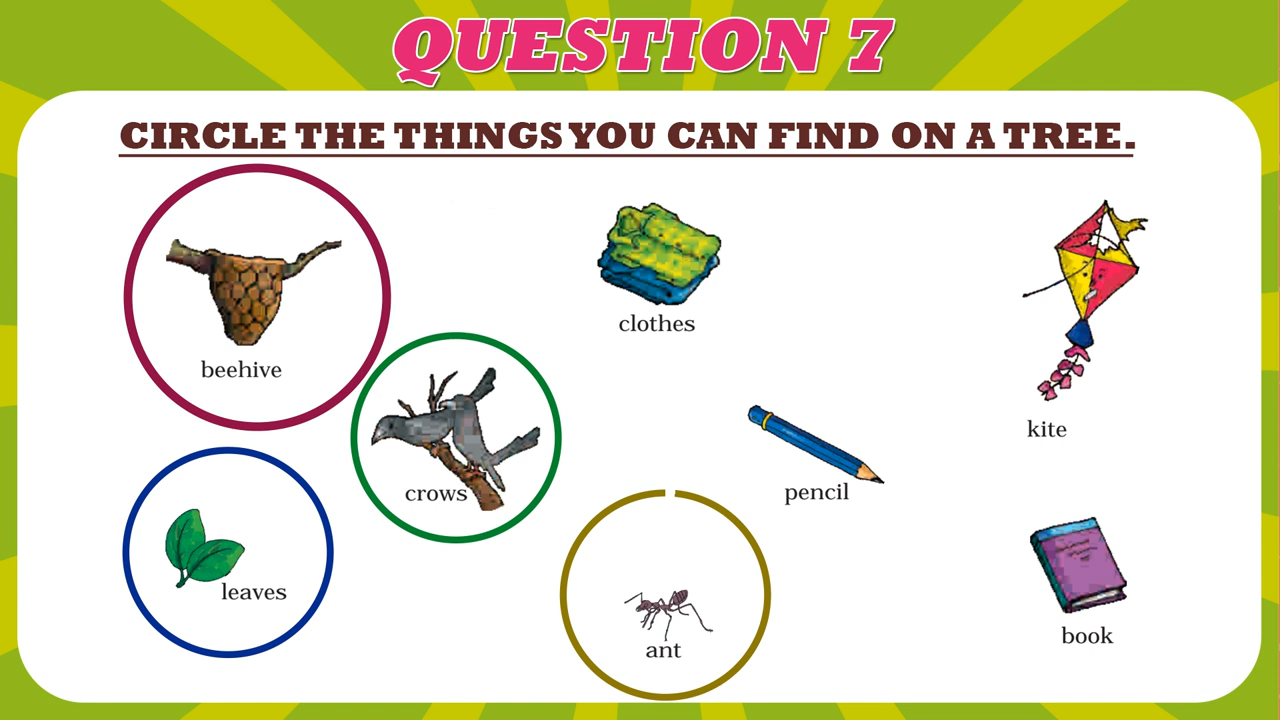 QUESTION 7
CIRCLE THE THINGS YOU CAN FIND ON A TREE.
beehive
clothes
kite
crows
pencil
leaves
ant
book